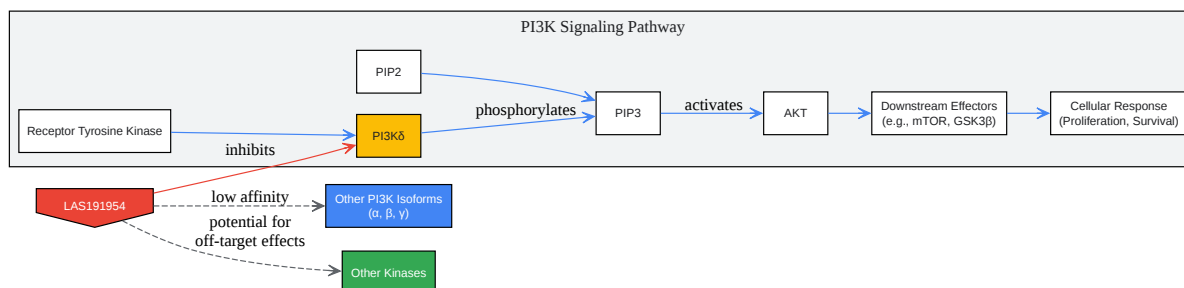 PI3K Signaling Pathway
PIP2
phosphorylates
PIP3
activates
AKT
Downstream Effectors
(e.g., mTOR, GSK3β)
Cellular Response
(Proliferation, Survival)
Receptor Tyrosine Kinase
PI3Kδ
inhibits
LAS191954
low affinity
Other PI3K Isoforms
(α, β, γ)
potential for
off-target effects
Other Kinases